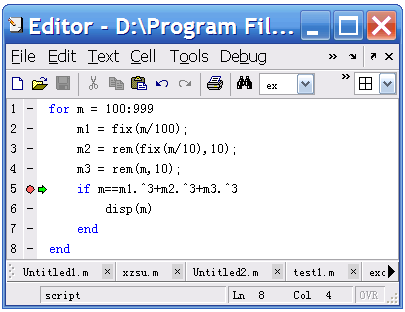 Editor - D:\Program Fil...
File Edit Text Cell Tools Debug
ex
1 - for m = 100:999
2 - m1 = fix(m/100);
3 - m2 = rem(fix(m/10),10);
4 - m3 = rem(m,10);
5 if m==m1.^3+m2.^3+m3.^3
6 - disp(m)
7 - end
8 - end
Untitled1.m xzsu.m Untitled2.m test1.m exc
script Ln 8 Col 4 OVR